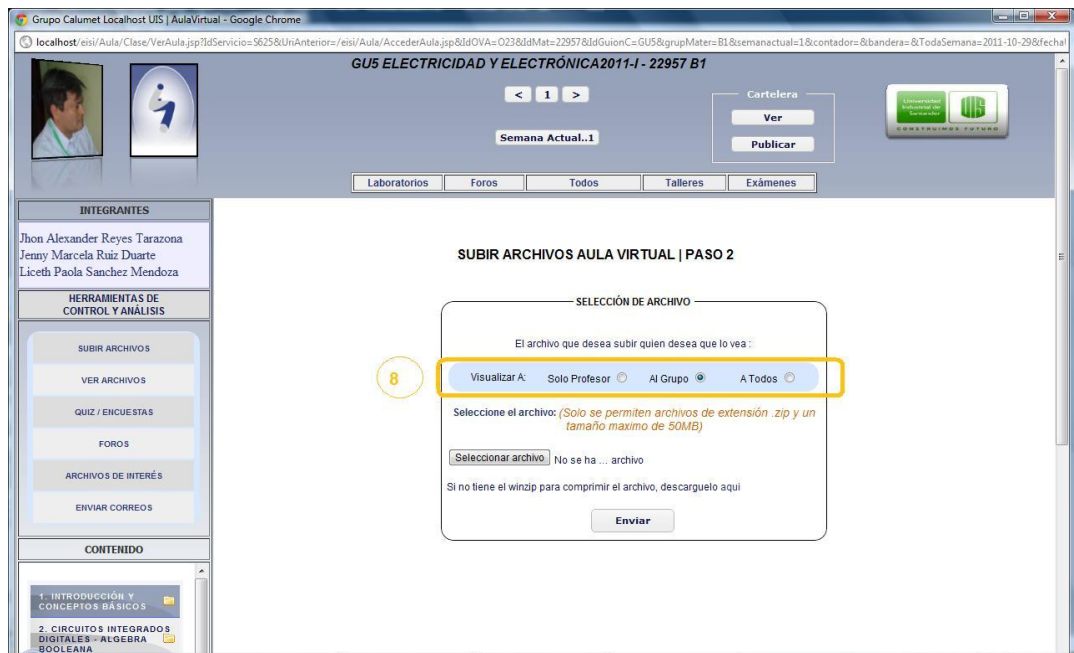 Grupo Calumet Localhost UIS | AulaVirtual - Google Chrome
localhost/eisi/Aula/Clase/VerAula.jsp?IdServicio=S625&UriAnterior=/eisi/Aula/AccederAula.jsp&IdOVA=O23&IdMat=22957&IdGuionC=GU5&grupMater=B1&semanactual=1&contador=&bandera=&TodaSemana=2011-10-29&fechaI
GU5 ELECTRICIDAD Y ELECTRÓNICA2011-I - 22957 B1
< 1 >
Cartelera
Ver
Semana Actual..1
Publicar
Universidad Industrial de Santander
UIS
CONSTRUIMOS FUTURO
Laboratorios Foros Todos Talleres Exámenes
INTEGRANTES
Jhon Alexander Reyes Tarazona
Jenny Marcela Ruiz Duarte
Liceth Paola Sanchez Mendoza
HERRAMIENTAS DE
CONTROL Y ANÁLISIS
SUBIR ARCHIVOS
VER ARCHIVOS
QUIZ / ENCUESTAS
FOROS
ARCHIVOS DE INTERÉS
ENVIAR CORREOS
CONTENIDO
1. INTRODUCCIÓN Y
CONCEPTOS BÁSICOS
2. CIRCUITOS INTEGRADOS
DIGITALES - ALGEBRA
BOOLEANA
SUBIR ARCHIVOS AULA VIRTUAL | PASO 2
SELECCIÓN DE ARCHIVO
El archivo que desea subir quien desea que lo vea :
8
Visualizar A: Solo Profesor Al Grupo A Todos
Seleccione el archivo: (Solo se permiten archivos de extensión .zip y un
tamaño maximo de 50MB)
Seleccionar archivo No se ha ... archivo
Si no tiene el winzip para comprimir el archivo, descarguelo aqui
Enviar